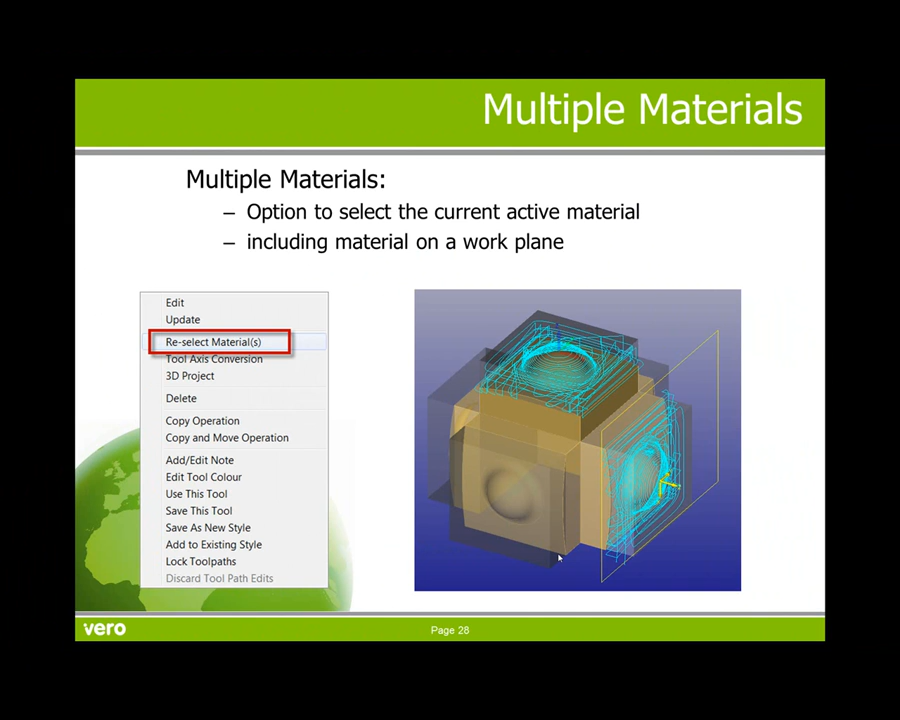 Multiple Materials
Multiple Materials:
– Option to select the current active material
– including material on a work plane
Edit
Update
Re-select Material(s)
Tool Axis Conversion
3D Project
Delete
Copy Operation
Copy and Move Operation
Add/Edit Note
Edit Tool Colour
Use This Tool
Save This Tool
Save As New Style
Add to Existing Style
Lock Toolpaths
Discard Tool Path Edits
vero
Page 28